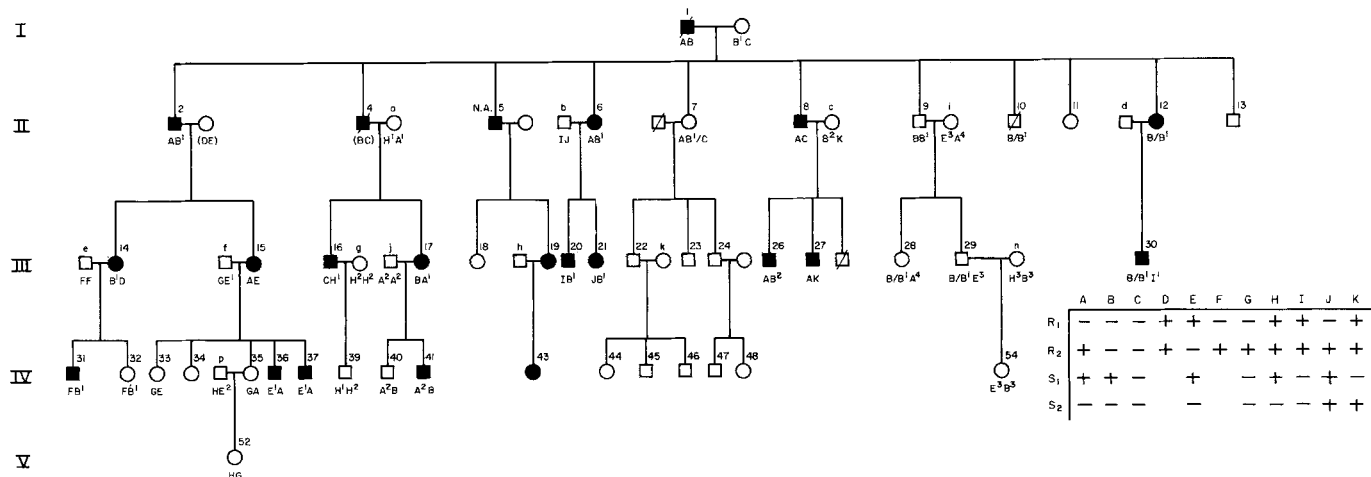 I
1
AB
B¹C
II
2
AB¹
(DE)
4
(BC)
a
H¹A¹
N.A. 5
b
IJ
6
AB¹
7
AB¹/C
8
AC
c
B²K
9
BB¹
i
E³A⁴
10
B/B¹
11
d
12
B/B¹
13
III
e
FF
14
B¹D
f
GE¹
15
AE
16
CH¹
g
H²H²
j
A²A²
17
BA¹
18
h
19
20
IB¹
21
JB¹
22
k
23
24
26
AB²
27
AK
28
B/B¹A⁴
29
B/B¹E³
n
H³B³
30
B/B¹I¹
IV
31
FB¹
32
FB¹
33
GE
34
p
HE²
35
GA
36
E¹A
37
E¹A
39
H¹H²
40
A²B
41
A²B
43
44
45
46
47
48
54
E³B³
V
52
HG
A B C D E F G H I J K
R₁ − − − + + − − + + − +
R₂ + − − + − + + + + + +
S₁ + + − + − + − + −
S₂ − − − − − − − + +